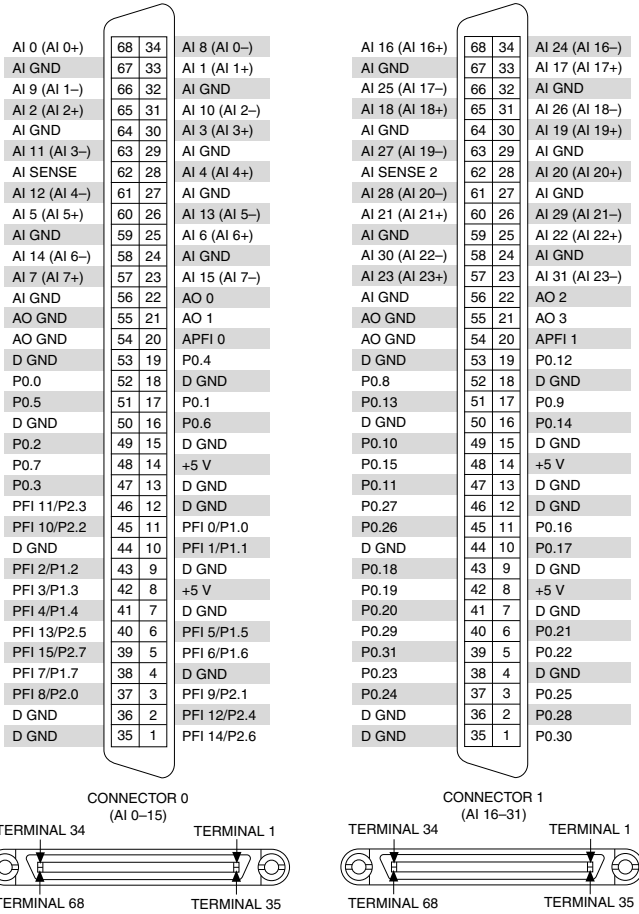 AI 0 (AI 0+) 68 34 AI 8 (AI 0–)
AI GND 67 33 AI 1 (AI 1+)
AI 9 (AI 1–) 66 32 AI GND
AI 2 (AI 2+) 65 31 AI 10 (AI 2–)
AI GND 64 30 AI 3 (AI 3+)
AI 11 (AI 3–) 63 29 AI GND
AI SENSE 62 28 AI 4 (AI 4+)
AI 12 (AI 4–) 61 27 AI GND
AI 5 (AI 5+) 60 26 AI 13 (AI 5–)
AI GND 59 25 AI 6 (AI 6+)
AI 14 (AI 6–) 58 24 AI GND
AI 7 (AI 7+) 57 23 AI 15 (AI 7–)
AI GND 56 22 AO 0
AO GND 55 21 AO 1
AO GND 54 20 APFI 0
D GND 53 19 P0.4
P0.0 52 18 D GND
P0.5 51 17 P0.1
D GND 50 16 P0.6
P0.2 49 15 D GND
P0.7 48 14 +5 V
P0.3 47 13 D GND
PFI 11/P2.3 46 12 D GND
PFI 10/P2.2 45 11 PFI 0/P1.0
D GND 44 10 PFI 1/P1.1
PFI 2/P1.2 43 9 D GND
PFI 3/P1.3 42 8 +5 V
PFI 4/P1.4 41 7 D GND
PFI 13/P2.5 40 6 PFI 5/P1.5
PFI 15/P2.7 39 5 PFI 6/P1.6
PFI 7/P1.7 38 4 D GND
PFI 8/P2.0 37 3 PFI 9/P2.1
D GND 36 2 PFI 12/P2.4
D GND 35 1 PFI 14/P2.6
CONNECTOR 0
(AI 0–15)
TERMINAL 34 TERMINAL 1
TERMINAL 68 TERMINAL 35
AI 16 (AI 16+) 68 34 AI 24 (AI 16–)
AI GND 67 33 AI 17 (AI 17+)
AI 25 (AI 17–) 66 32 AI GND
AI 18 (AI 18+) 65 31 AI 26 (AI 18–)
AI GND 64 30 AI 19 (AI 19+)
AI 27 (AI 19–) 63 29 AI GND
AI SENSE 2 62 28 AI 20 (AI 20+)
AI 28 (AI 20–) 61 27 AI GND
AI 21 (AI 21+) 60 26 AI 29 (AI 21–)
AI GND 59 25 AI 22 (AI 22+)
AI 30 (AI 22–) 58 24 AI GND
AI 23 (AI 23+) 57 23 AI 31 (AI 23–)
AI GND 56 22 AO 2
AO GND 55 21 AO 3
AO GND 54 20 APFI 1
D GND 53 19 P0.12
P0.8 52 18 D GND
P0.13 51 17 P0.9
D GND 50 16 P0.14
P0.10 49 15 D GND
P0.15 48 14 +5 V
P0.11 47 13 D GND
P0.27 46 12 D GND
P0.26 45 11 P0.16
D GND 44 10 P0.17
P0.18 43 9 D GND
P0.19 42 8 +5 V
P0.20 41 7 D GND
P0.29 40 6 P0.21
P0.31 39 5 P0.22
P0.23 38 4 D GND
P0.24 37 3 P0.25
D GND 36 2 P0.28
D GND 35 1 P0.30
CONNECTOR 1
(AI 16–31)
TERMINAL 34 TERMINAL 1
TERMINAL 68 TERMINAL 35